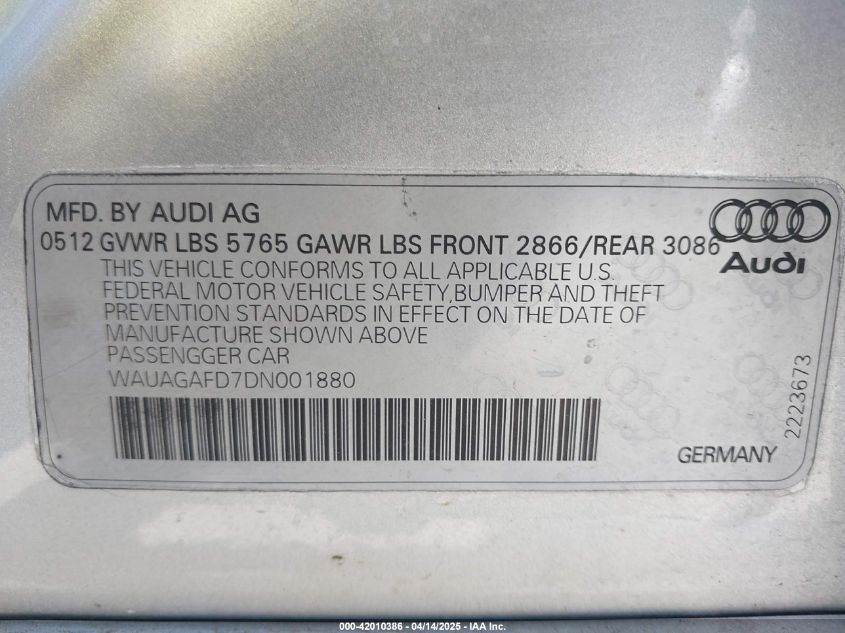 MFD. BY AUDI AG
0512 GVWR LBS 5765 GAWR LBS FRONT 2866/REAR 3086
Audi
THIS VEHICLE CONFORMS TO ALL APPLICABLE U.S.
FEDERAL MOTOR VEHICLE SAFETY,BUMPER AND THEFT
PREVENTION STANDARDS IN EFFECT ON THE DATE OF
MANUFACTURE SHOWN ABOVE
PASSENGGER CAR
WAUAGAFD7DN001880
2223673
GERMANY
000-42010386 - 04/14/2025 - IAA Inc.